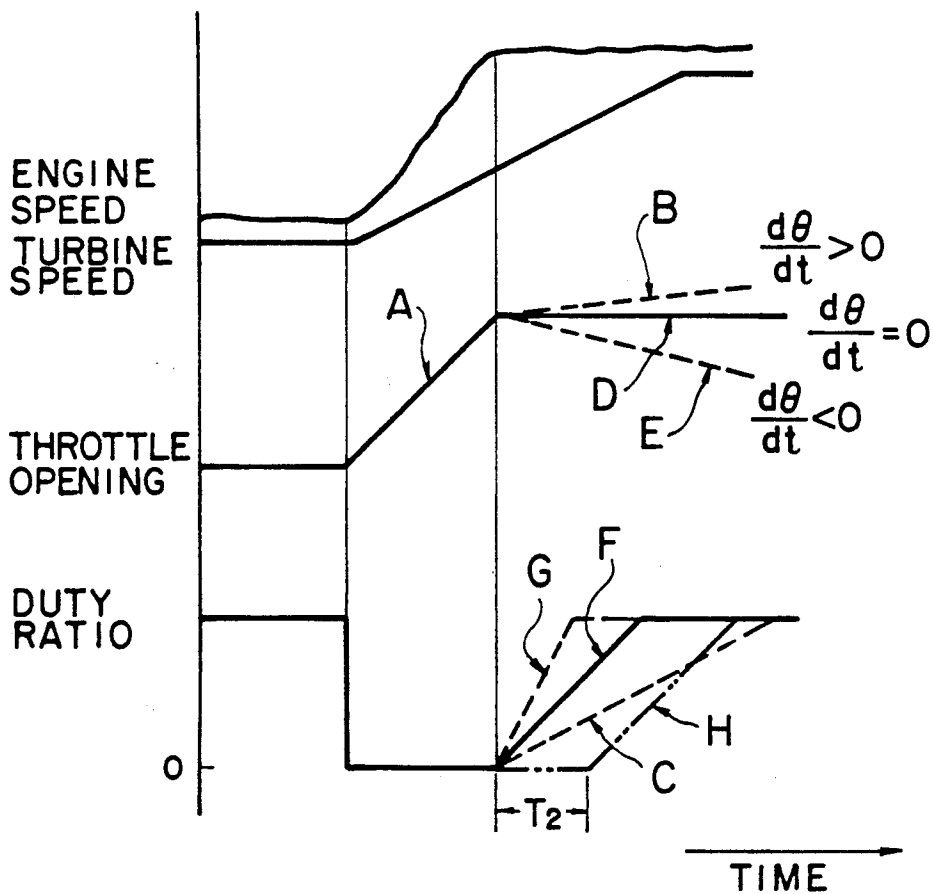 ENGINE
SPEED
TURBINE
SPEED
B
dθ/dt > 0
A
dθ/dt = 0
D
E
dθ/dt < 0
THROTTLE
OPENING
F
G
DUTY
RATIO
H
C
0
T2
TIME